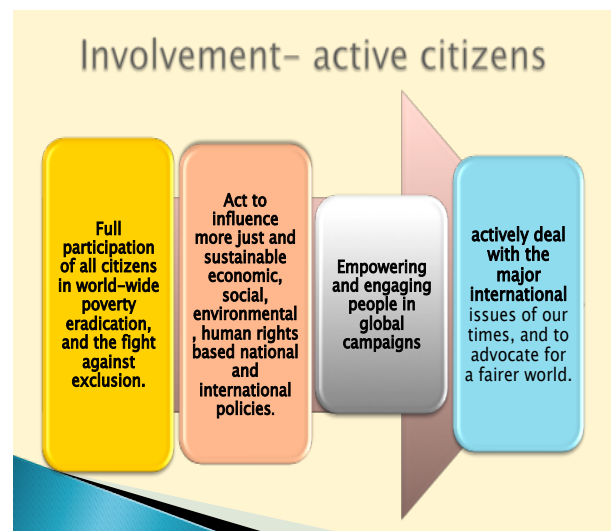 Involvement– active citizens
Full
participation
of all citizens
in world-wide
poverty
eradication,
and the fight
against
exclusion.
Act to
influence
more just and
sustainable
economic,
social,
environmental
, human rights
based national
and
international
policies.
Empowering
and engaging
people in
global
campaigns
actively deal
with the
major
international
issues of our
times, and to
advocate for
a fairer world.